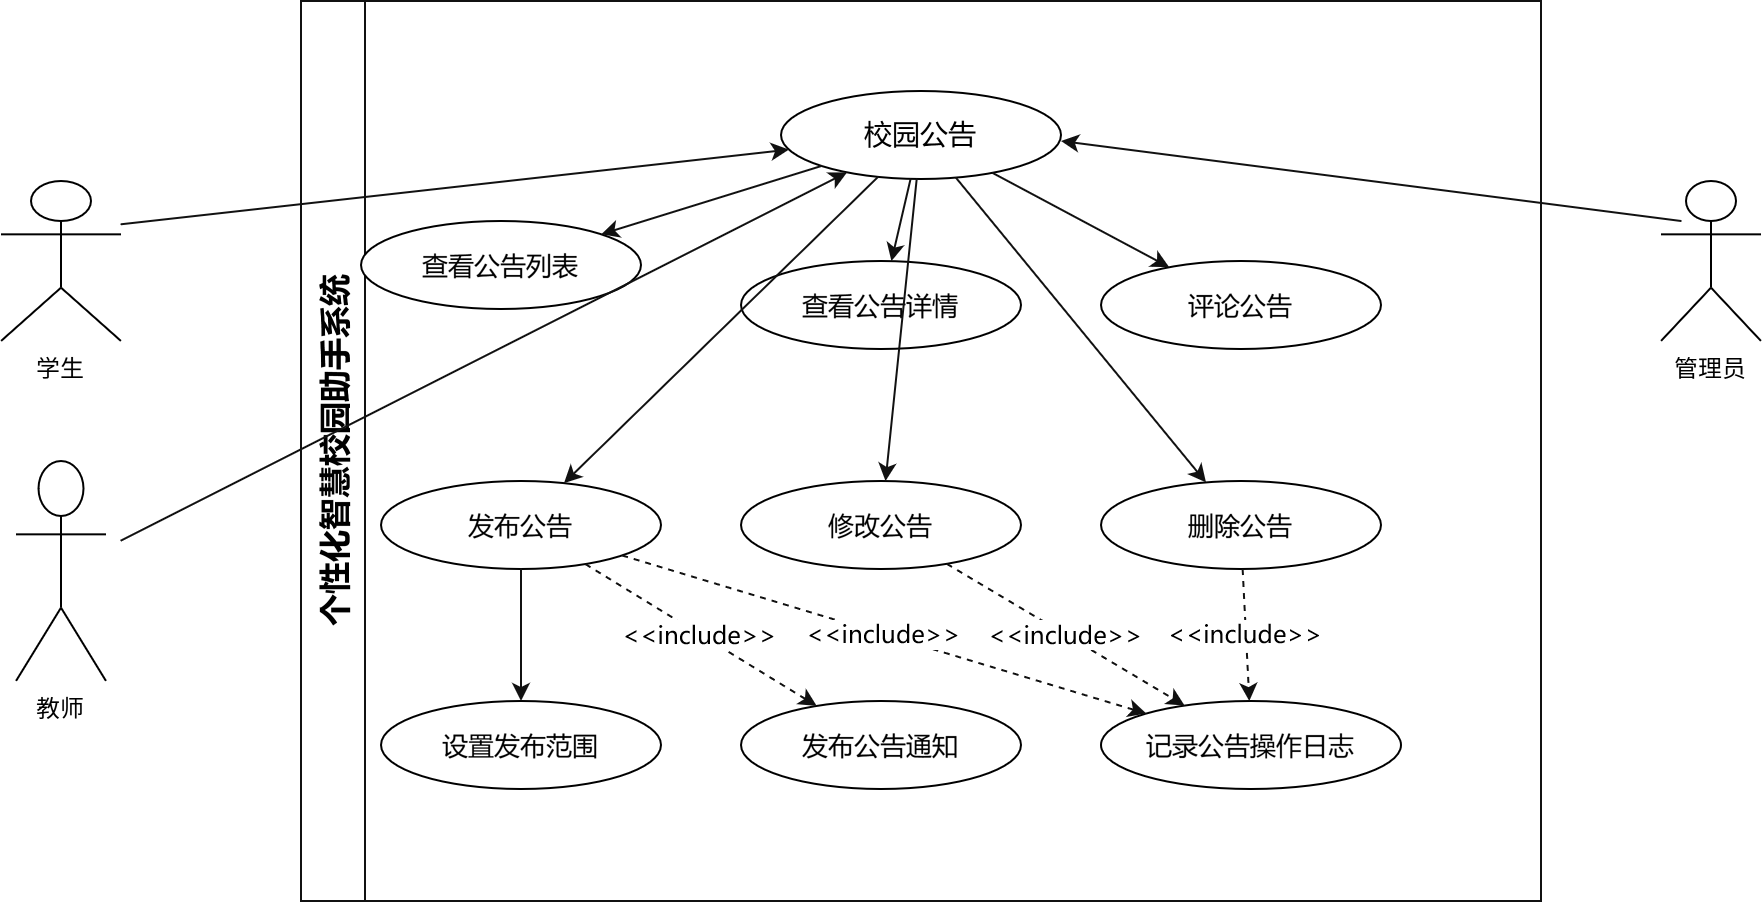 校园公告
查看公告列表
查看公告详情
评论公告
学生
管理员
个性化智慧校园助手系统
发布公告
修改公告
删除公告
<<include>>
<<include>>
<<include>>
<<include>>
教师
设置发布范围
发布公告通知
记录公告操作日志